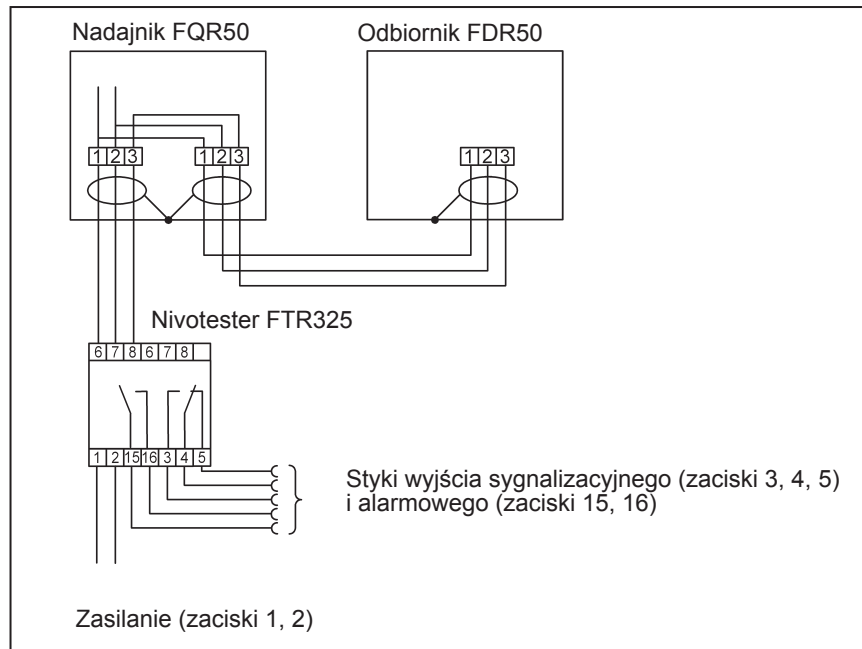 Nadajnik FQR50
Odbiornik FDR50
1 2 3
1 2 3
1 2 3
Nivotester FTR325
6 7 8 6 7 8
1 2 15 16 3 4 5
Styki wyjścia sygnalizacyjnego (zaciski 3, 4, 5)
i alarmowego (zaciski 15, 16)
Zasilanie (zaciski 1, 2)